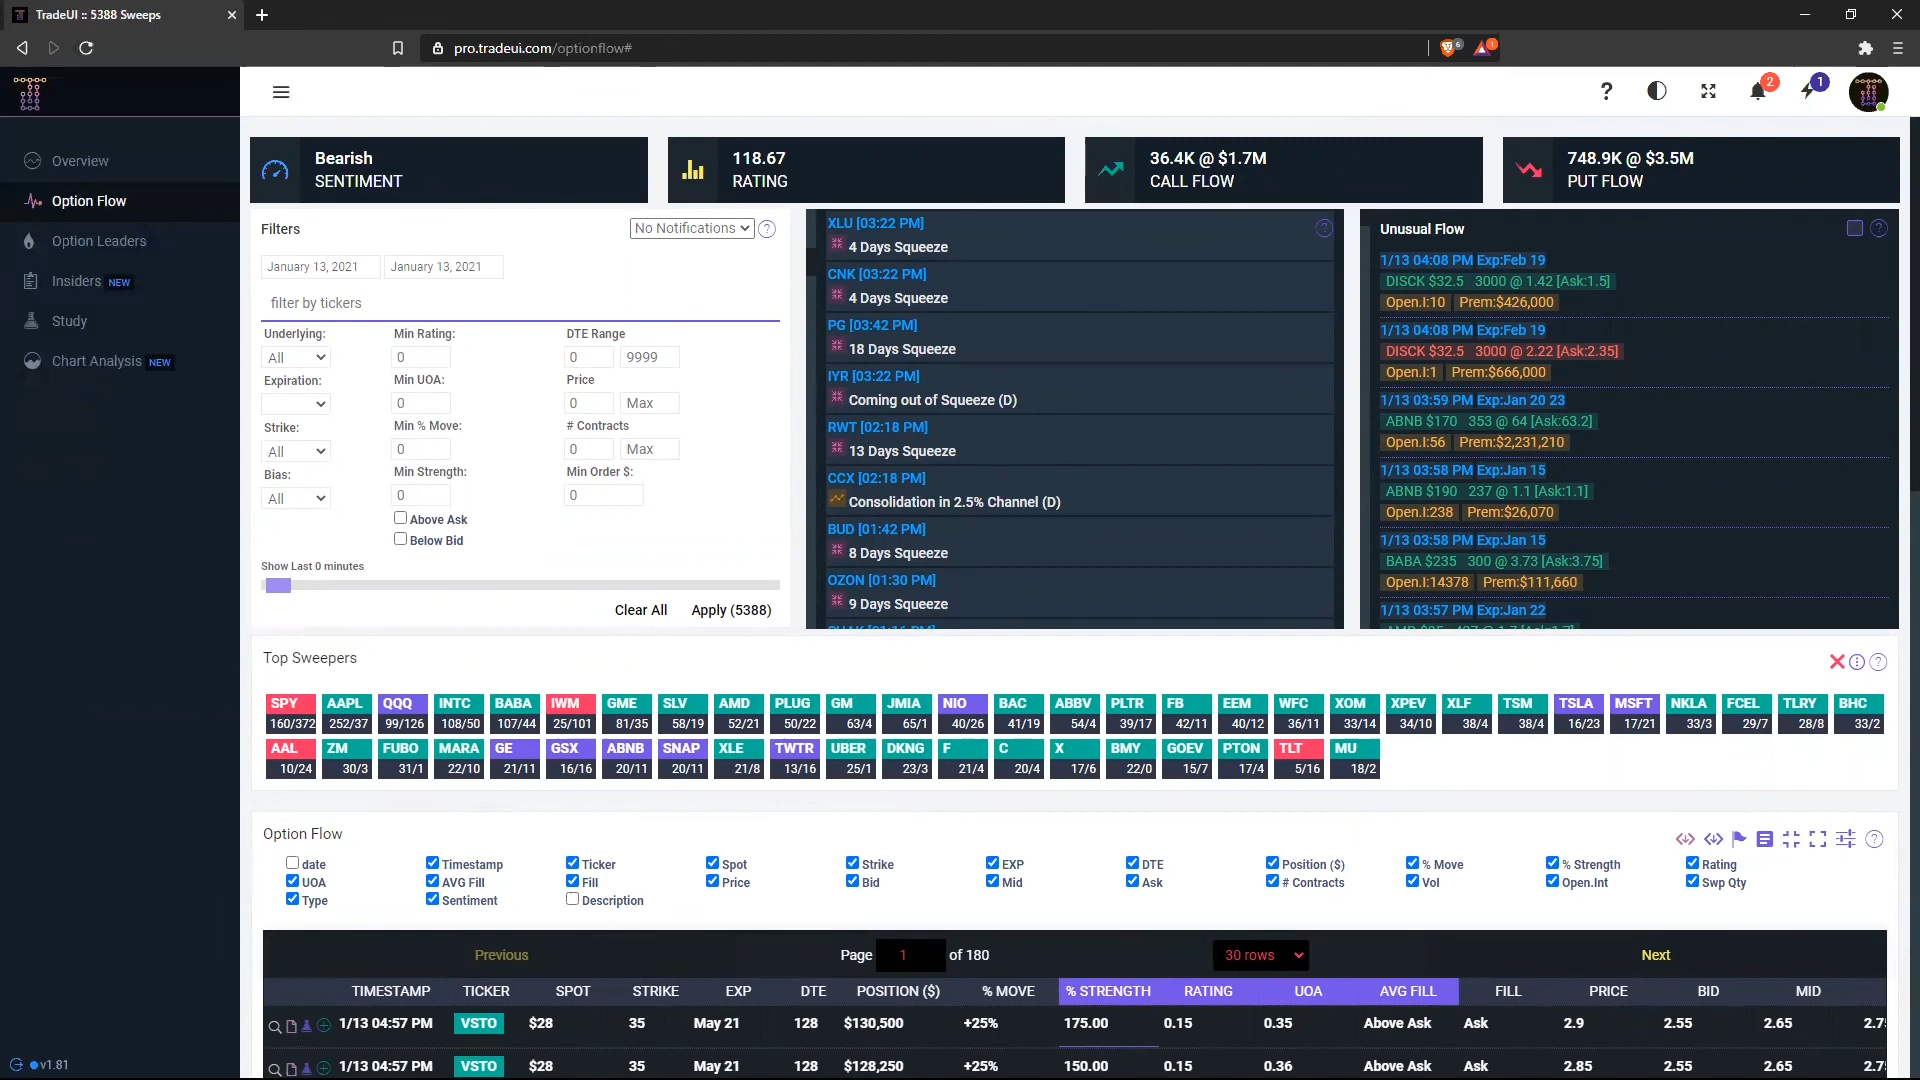 TradeUI :: 5388 Sweeps
pro.tradeui.com/optionflow#
6
1
2
1
Overview
Option Flow
Option Leaders
Insiders NEW
Study
Chart Analysis NEW
v1.81
Bearish
SENTIMENT
118.67
RATING
36.4K @ $1.7M
CALL FLOW
748.9K @ $3.5M
PUT FLOW
Filters
No Notifications
January 13, 2021 January 13, 2021
filter by tickers
Underlying: Min Rating: DTE Range
All 0 0 9999
Expiration: Min UOA: Price
0 0 Max
Strike: Min % Move: # Contracts
All 0 0 Max
Bias: Min Strength: Min Order $:
All 0 0
Above Ask
Below Bid
Show Last 0 minutes
Clear All Apply (5388)
XLU [03:22 PM]
4 Days Squeeze
CNK [03:22 PM]
4 Days Squeeze
PG [03:42 PM]
18 Days Squeeze
IYR [03:22 PM]
Coming out of Squeeze (D)
RWT [02:18 PM]
13 Days Squeeze
CCX [02:18 PM]
Consolidation in 2.5% Channel (D)
BUD [01:42 PM]
8 Days Squeeze
OZON [01:30 PM]
9 Days Squeeze
Unusual Flow
1/13 04:08 PM Exp:Feb 19
DISCK $32.5 3000 @ 1.42 [Ask:1.5]
Open.I:10 Prem:$426,000
1/13 04:08 PM Exp:Feb 19
DISCK $32.5 3000 @ 2.22 [Ask:2.35]
Open.I:1 Prem:$666,000
1/13 03:59 PM Exp:Jan 20 23
ABNB $170 353 @ 64 [Ask:63.2]
Open.I:56 Prem:$2,231,210
1/13 03:58 PM Exp:Jan 15
ABNB $190 237 @ 1.1 [Ask:1.1]
Open.I:238 Prem:$26,070
1/13 03:58 PM Exp:Jan 15
BABA $235 300 @ 3.73 [Ask:3.75]
Open.I:14378 Prem:$111,660
1/13 03:57 PM Exp:Jan 22
Top Sweepers
SPY AAPL QQQ INTC BABA IWM GME SLV AMD PLUG GM JMIA NIO BAC ABBV PLTR FB EEM WFC XOM XPEV XLF TSM TSLA MSFT NKLA FCEL TLRY BHC
160/372 252/37 99/126 108/50 107/44 25/101 81/35 58/19 52/21 50/22 63/4 65/1 40/26 41/19 54/4 39/17 42/11 40/12 36/11 33/14 34/10 38/4 38/4 16/23 17/21 33/3 29/7 28/8 33/2
AAL ZM FUBO MARA GE GSX ABNB SNAP XLE TWTR UBER DKNG F C X BMY GOEV PTON TLT MU
10/24 30/3 31/1 22/10 21/11 16/16 20/11 20/11 21/8 13/16 25/1 23/3 21/4 20/4 17/6 22/0 15/7 17/4 5/16 18/2
Option Flow
date Timestamp Ticker Spot Strike EXP DTE Position ($) % Move % Strength Rating
UOA AVG Fill Fill Price Bid Mid Ask # Contracts Vol Open.Int Swp Qty
Type Sentiment Description
Previous Page 1 of 180 30 rows Next
TIMESTAMP TICKER SPOT STRIKE EXP DTE POSITION ($) % MOVE % STRENGTH RATING UOA AVG FILL FILL PRICE BID MID
1/13 04:57 PM VSTO $28 35 May 21 128 $130,500 +25% 175.00 0.15 0.35 Above Ask Ask 2.9 2.55 2.65
1/13 04:57 PM VSTO $28 35 May 21 128 $128,250 +25% 150.00 0.15 0.36 Above Ask Ask 2.85 2.55 2.65